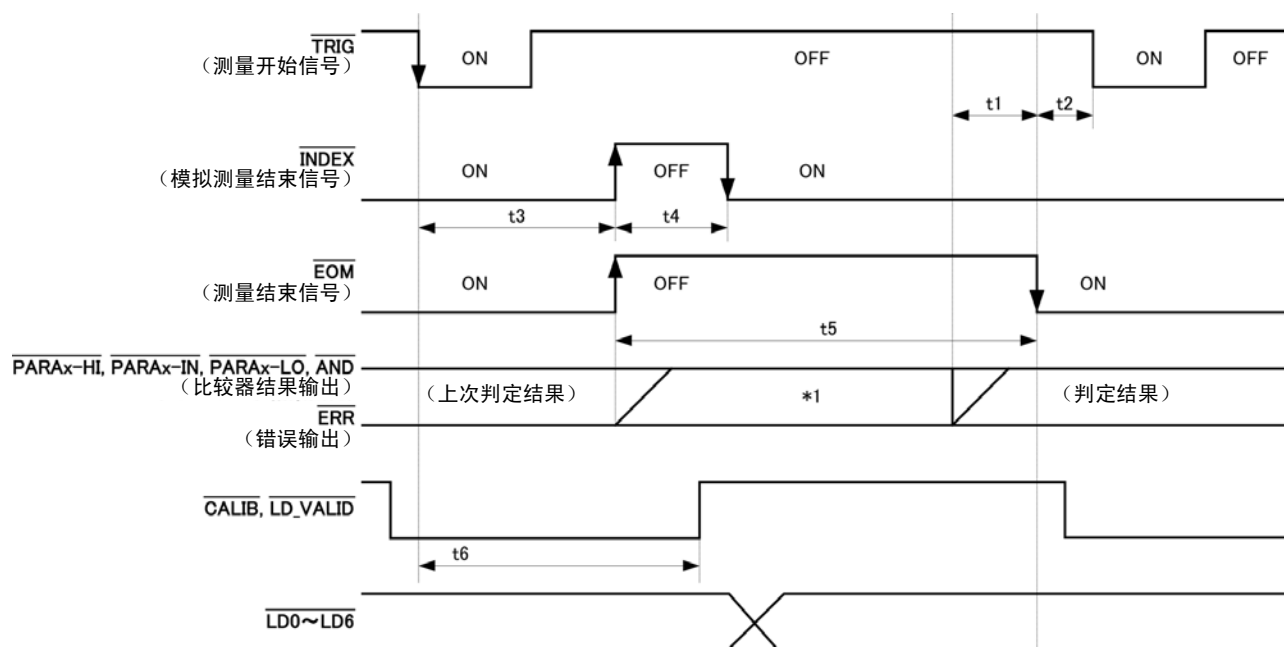 TRIG
（测量开始信号）
ON
OFF
ON
OFF
t1
t2
INDEX
（模拟测量结束信号）
ON
OFF
ON
t3
t4
EOM
（测量结束信号）
ON
OFF
ON
t5
PARAx-HI, PARAx-IN, PARAx-LO, AND
（比较器结果输出）
（上次判定结果）
*1
（判定结果）
ERR
（错误输出）
CALIB, LD_VALID
t6
LD0～LD6